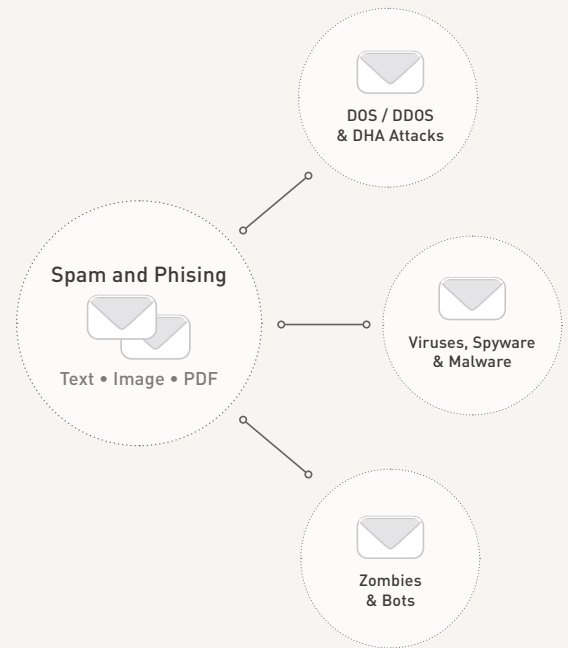 DOS / DDOS
& DHA Attacks
Spam and Phising
Text • Image • PDF
Viruses, Spyware
& Malware
Zombies
& Bots